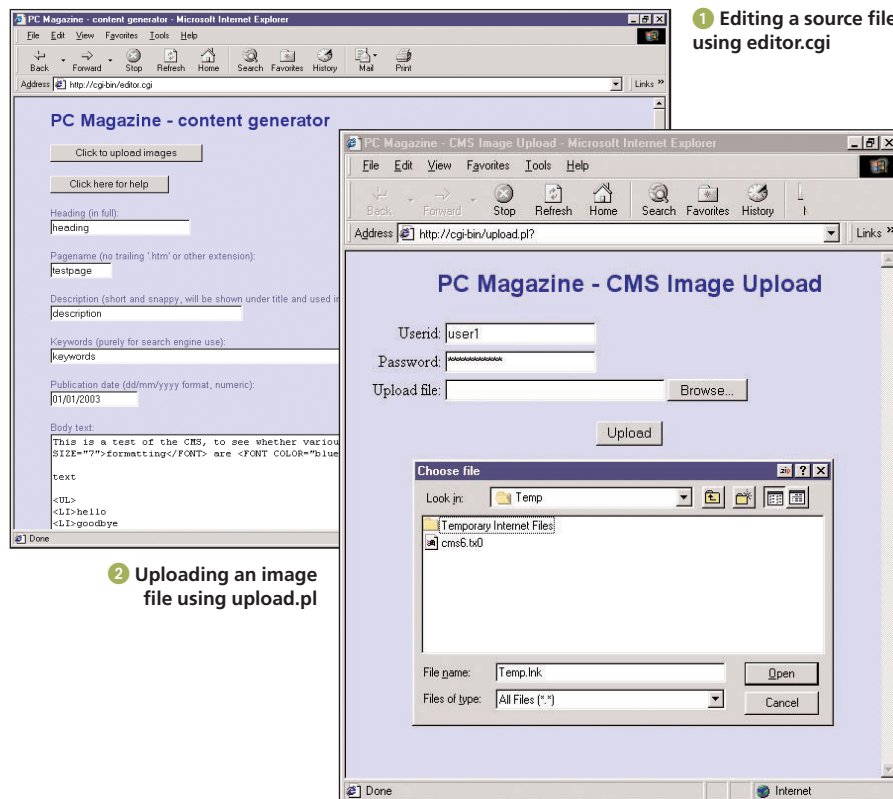 PC Magazine - content generator - Microsoft Internet Explorer
File Edit View Favorites Tools Help
Back Forward Stop Refresh Home Search Favorites History Mail Print
Address http://cgi-bin/editor.cgi Links »
PC Magazine - content generator
Click to upload images
Click here for help
Heading (in full):
heading
Pagename (no trailing '.htm' or other extension):
testpage
Description (short and snappy, will be shown under title and used in
description
Keywords (purely for search engine use):
keywords
Publication date (dd/mm/yyyy format, numeric):
01/01/2003
Body text:
This is a test of the CMS, to see whether variou
SIZE="7">formatting</FONT> are <FONT COLOR="blue
text
<UL>
<LI>hello
<LI>goodbye
Done
1 Editing a source file
using editor.cgi
PC Magazine - CMS Image Upload - Microsoft Internet Explorer
File Edit View Favorites Tools Help
Back Forward Stop Refresh Home Search Favorites History
Address http://cgi-bin/upload.pl? Links »
PC Magazine - CMS Image Upload
Userid: user1
Password: ***********
Upload file: Browse...
Upload
Choose file
zip ? X
Look in: Temp
Temporary Internet Files
cms6.tx0
File name: Temp.lnk Open
Files of type: All Files (*.*) Cancel
Done Internet
2 Uploading an image
file using upload.pl